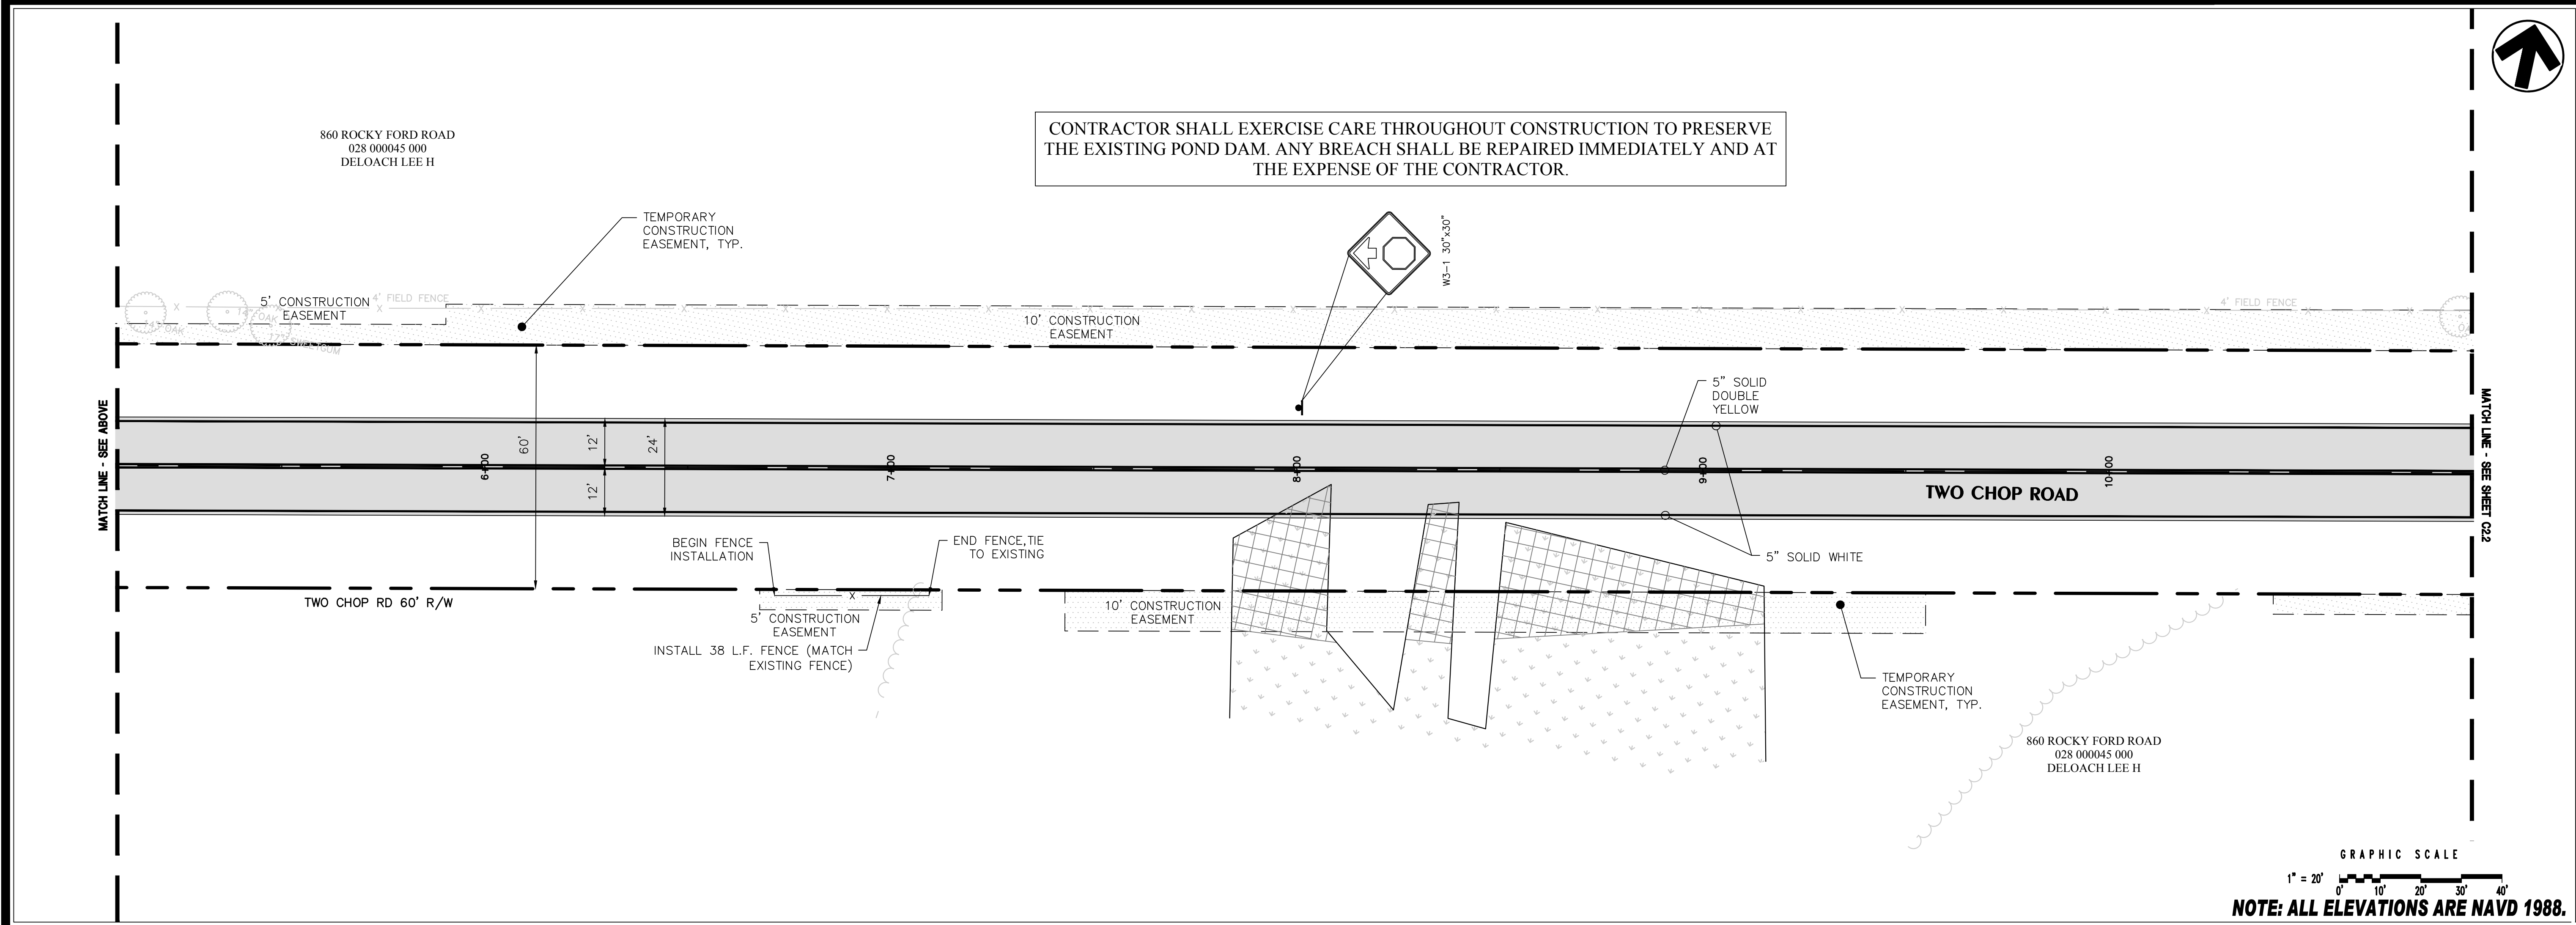 860 ROCKY FORD ROAD
028 000045 000
DELOACH LEE H
CONTRACTOR SHALL EXERCISE CARE THROUGHOUT CONSTRUCTION TO PRESERVE
THE EXISTING POND DAM. ANY BREACH SHALL BE REPAIRED IMMEDIATELY AND AT
THE EXPENSE OF THE CONTRACTOR.
TEMPORARY
CONSTRUCTION
EASEMENT, TYP.
W3-1 30"x30"
5' CONSTRUCTION
EASEMENT
4' FIELD FENCE
14" OAK
14" OAK
12" SWEETGUM
10' CONSTRUCTION
EASEMENT
4' FIELD FENCE
OA
5" SOLID
DOUBLE
YELLOW
MATCH LINE - SEE ABOVE
60'
12'
24'
12'
6+00
7+00
8+00
9+00
10+00
TWO CHOP ROAD
MATCH LINE - SEE SHEET C2.2
BEGIN FENCE
INSTALLATION
END FENCE,TIE
TO EXISTING
5" SOLID WHITE
TWO CHOP RD 60' R/W
X
5' CONSTRUCTION
EASEMENT
10' CONSTRUCTION
EASEMENT
INSTALL 38 L.F. FENCE (MATCH
EXISTING FENCE)
TEMPORARY
CONSTRUCTION
EASEMENT, TYP.
860 ROCKY FORD ROAD
028 000045 000
DELOACH LEE H
GRAPHIC SCALE
1" = 20'
0' 10' 20' 30' 40'
NOTE: ALL ELEVATIONS ARE NAVD 1988.